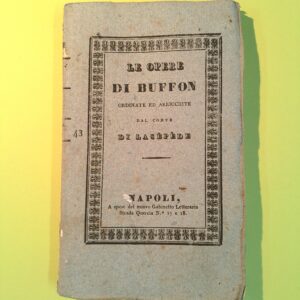 43
LE OPERE
DI BUFFON
ORDINATE ED ARRICCHITE
DAL CONTE
DI LASÉPÈDE
NAPOLI,
A spese del nuovo Gabinetto Letterario
Strada Quercia N.° 17 e 18.